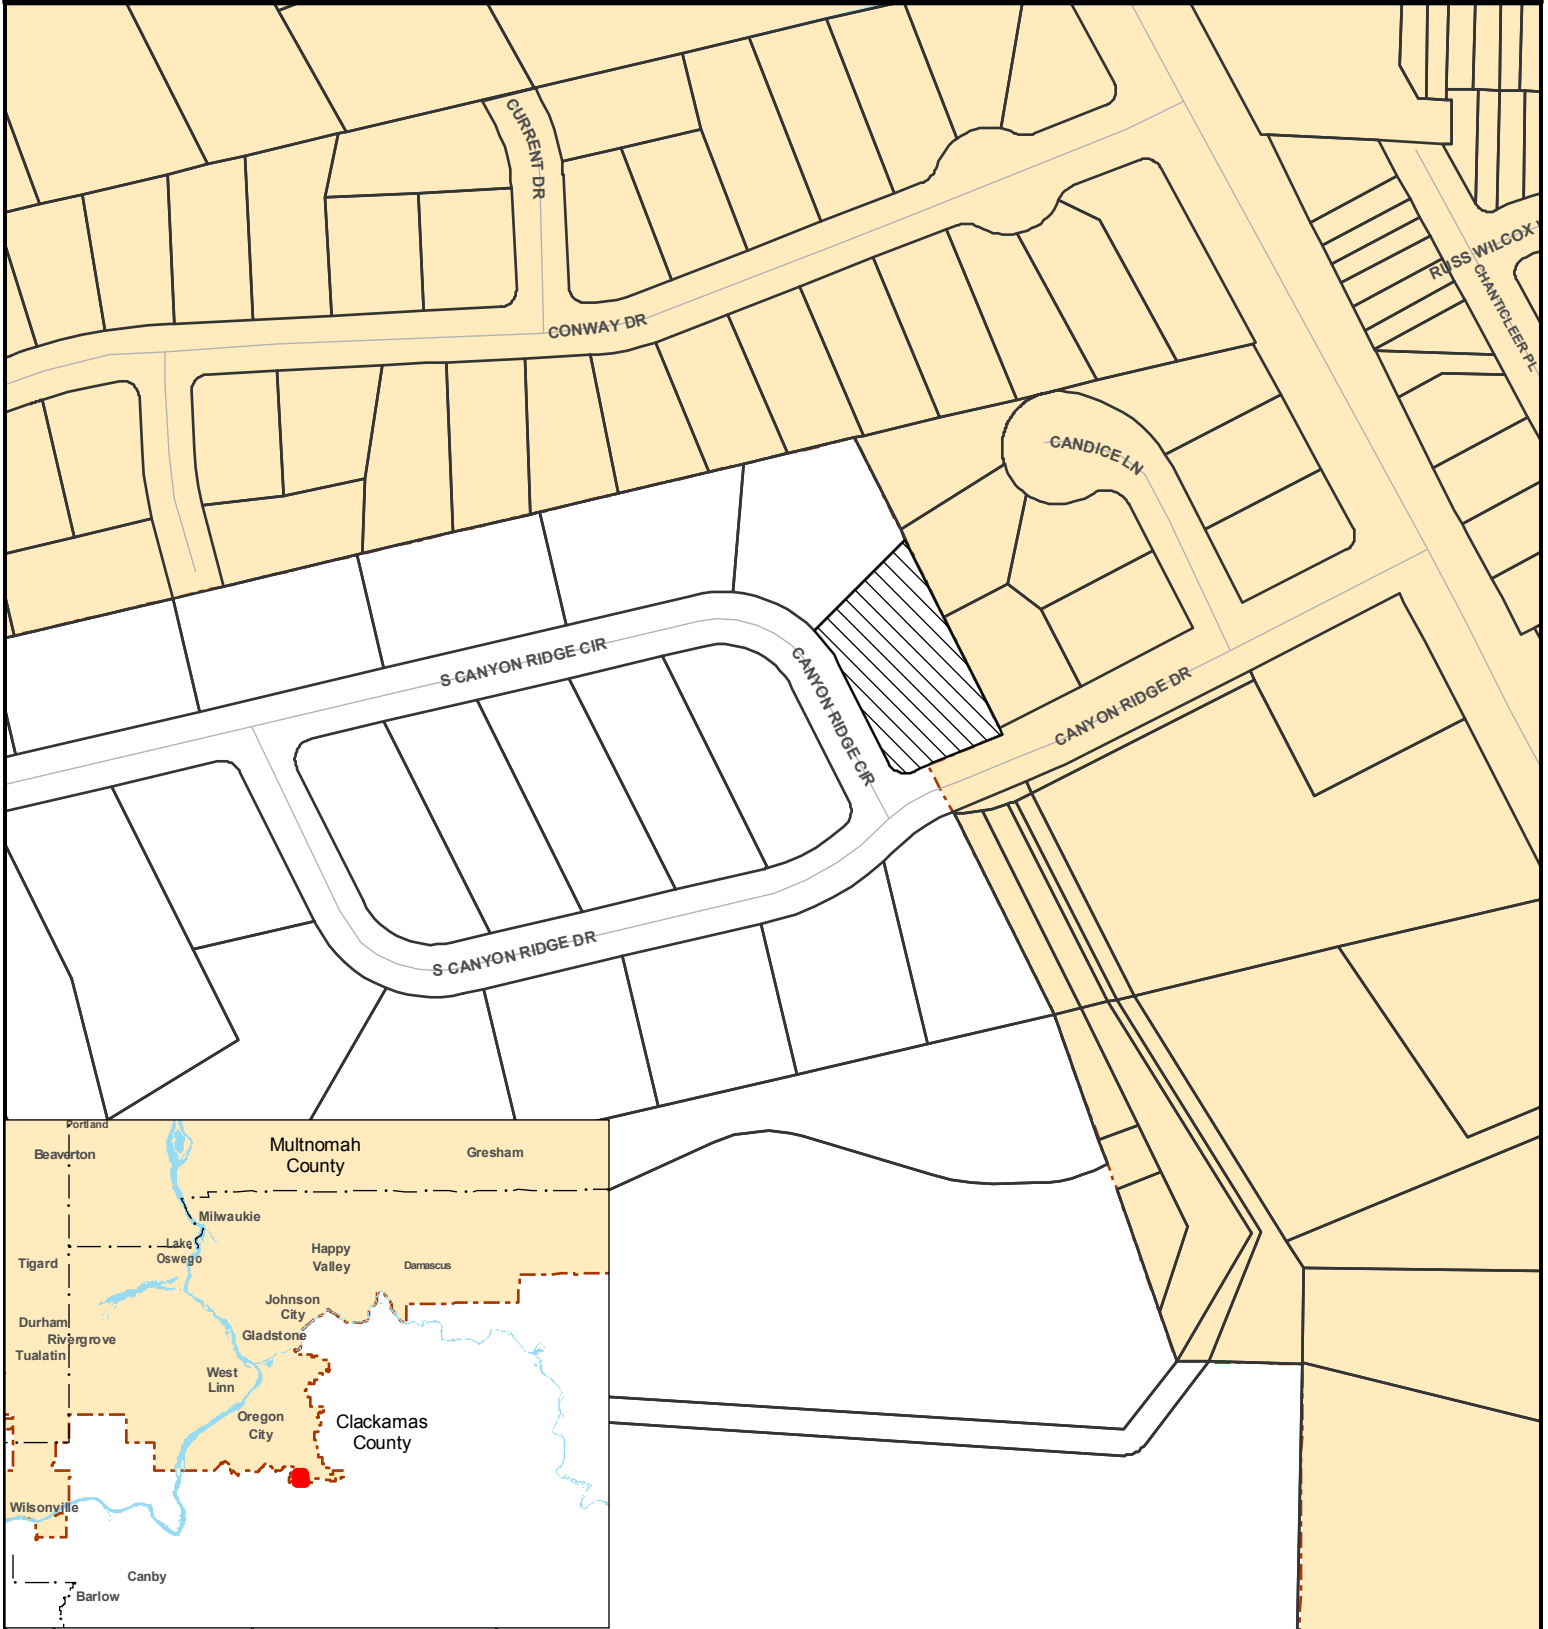 CURRENT DR
RUSS WILCOX
CHANTICLEER PL
CONWAY DR
CANDICE LN
S CANYON RIDGE CIR
CANYON RIDGE CIR
CANYON RIDGE DR
S CANYON RIDGE DR
Portland
Beaverton
Multnomah
County
Gresham
Milwaukie
Lake
Oswego
Tigard
Happy
Valley
Damascus
Johnson
City
Durham
Rivergrove
Gladstone
Tualatin
West
Linn
Oregon
City
Clackamas
County
Wilsonville
Canby
Barlow